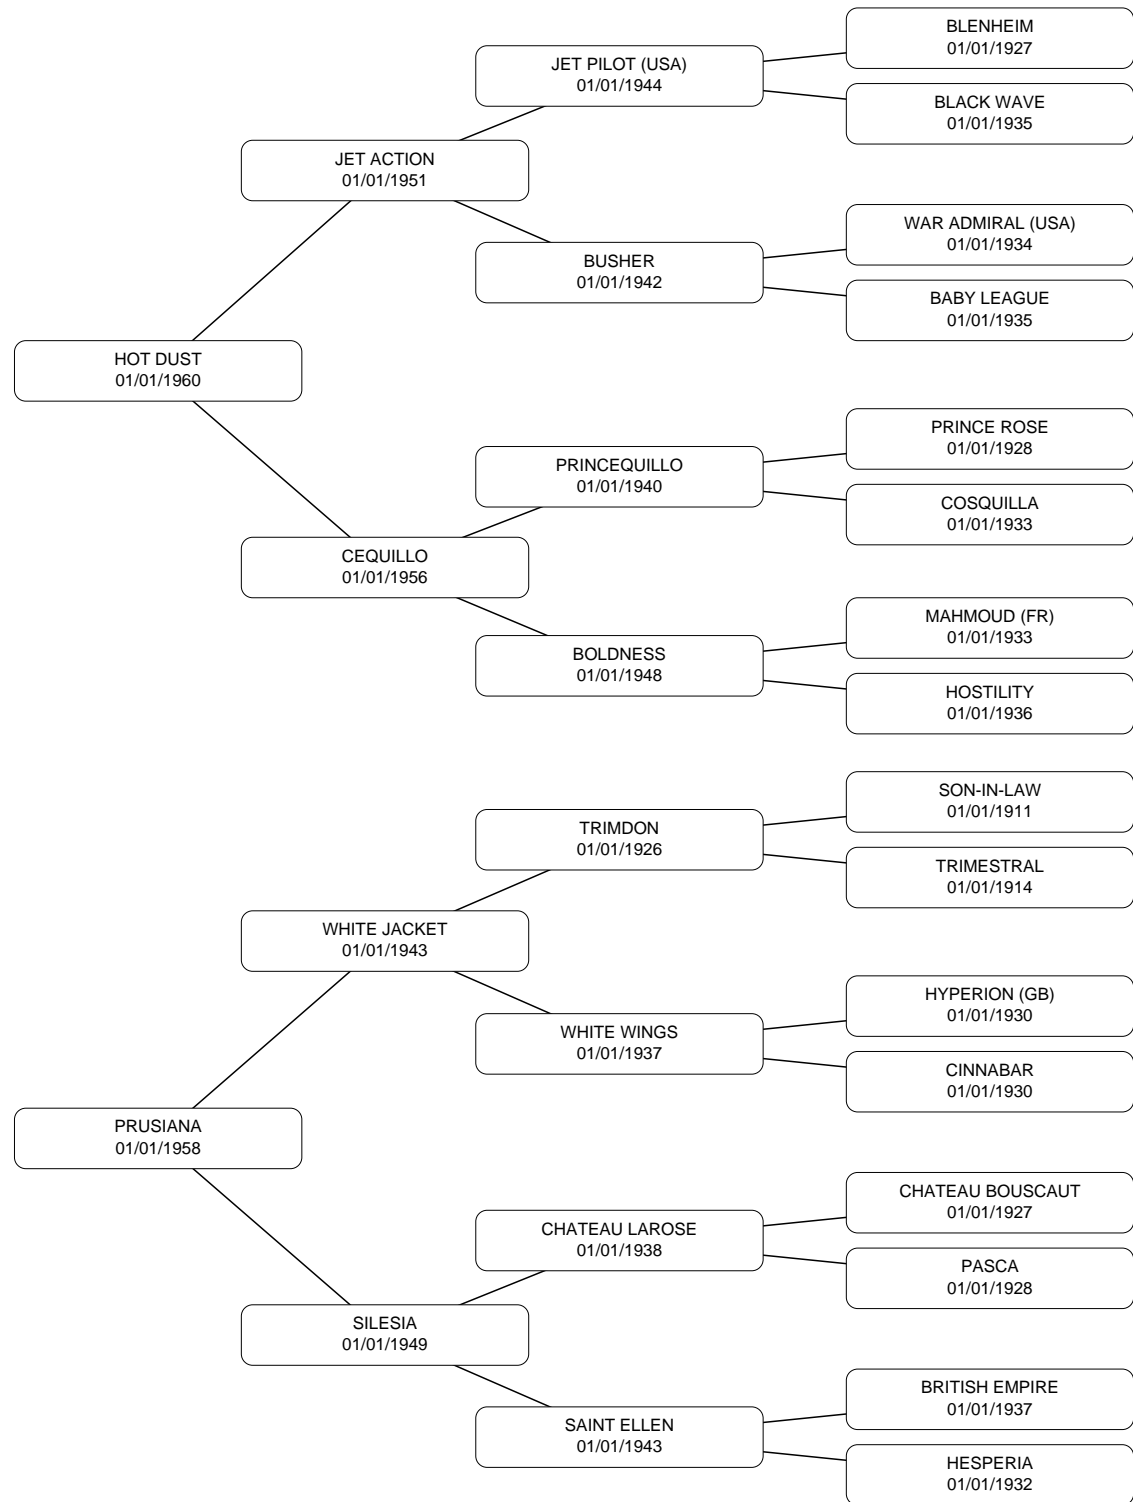 BLENHEIM
01/01/1927
JET PILOT (USA)
01/01/1944
BLACK WAVE
01/01/1935
JET ACTION
01/01/1951
WAR ADMIRAL (USA)
01/01/1934
BUSHER
01/01/1942
BABY LEAGUE
01/01/1935
HOT DUST
01/01/1960
PRINCE ROSE
01/01/1928
PRINCEQUILLO
01/01/1940
COSQUILLA
01/01/1933
CEQUILLO
01/01/1956
MAHMOUD (FR)
01/01/1933
BOLDNESS
01/01/1948
HOSTILITY
01/01/1936
SON-IN-LAW
01/01/1911
TRIMDON
01/01/1926
TRIMESTRAL
01/01/1914
WHITE JACKET
01/01/1943
HYPERION (GB)
01/01/1930
WHITE WINGS
01/01/1937
CINNABAR
01/01/1930
PRUSIANA
01/01/1958
CHATEAU BOUSCAUT
01/01/1927
CHATEAU LAROSE
01/01/1938
PASCA
01/01/1928
SILESIA
01/01/1949
BRITISH EMPIRE
01/01/1937
SAINT ELLEN
01/01/1943
HESPERIA
01/01/1932